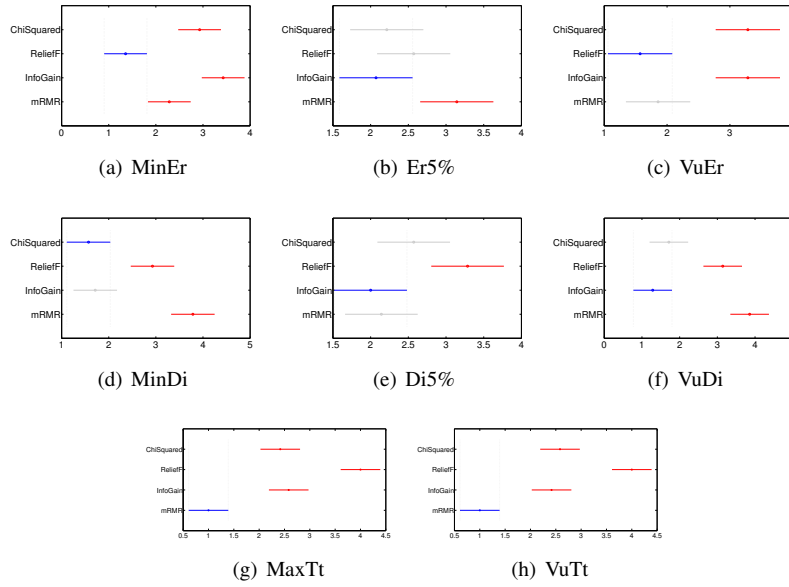 ChiSquared
ReliefF
InfoGain
mRMR
0 1 2 3 4
(a) MinEr
ChiSquared
ReliefF
InfoGain
mRMR
1.5 2 2.5 3 3.5 4
(b) Er5%
ChiSquared
ReliefF
InfoGain
mRMR
1 2 3
(c) VuEr
ChiSquared
ReliefF
InfoGain
mRMR
1 2 3 4 5
(d) MinDi
ChiSquared
ReliefF
InfoGain
mRMR
1.5 2 2.5 3 3.5 4
(e) Di5%
ChiSquared
ReliefF
InfoGain
mRMR
0 1 2 3 4
(f) VuDi
ChiSquared
ReliefF
InfoGain
mRMR
0.5 1 1.5 2 2.5 3 3.5 4 4.5
(g) MaxTt
ChiSquared
ReliefF
InfoGain
mRMR
0.5 1 1.5 2 2.5 3 3.5 4 4.5
(h) VuTt